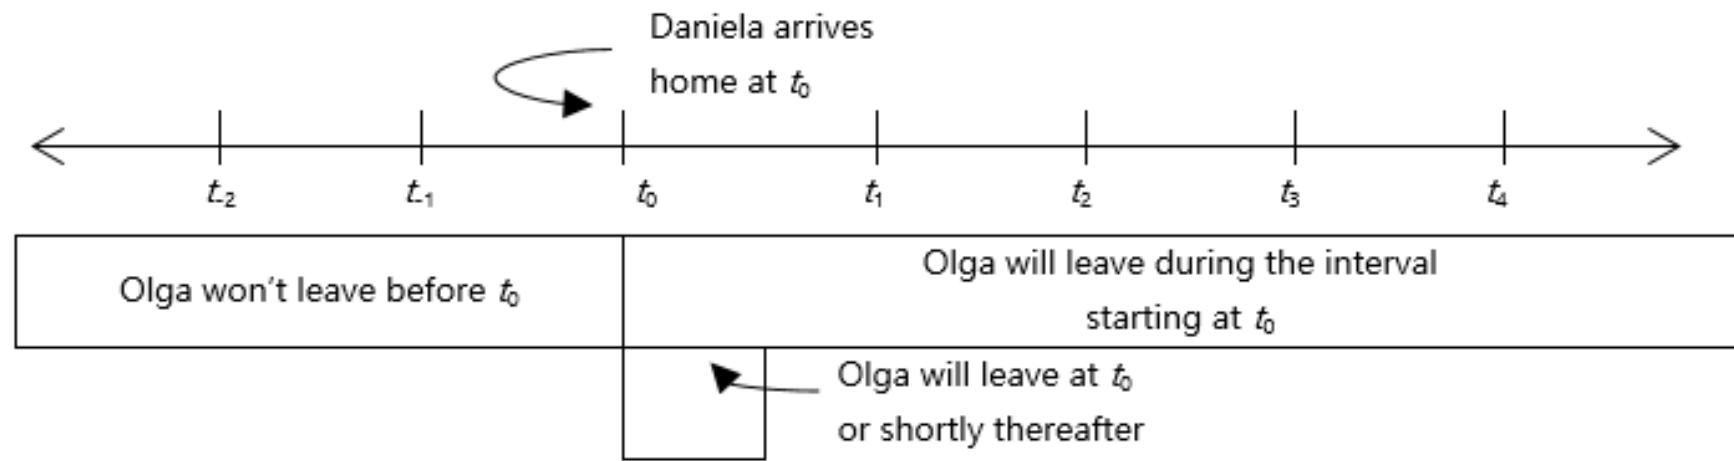 Daniela arrives
home at t₀
t₋₂ t₋₁ t₀ t₁ t₂ t₃ t₄
Olga won’t leave before t₀
Olga will leave during the interval
starting at t₀
Olga will leave at t₀
or shortly thereafter